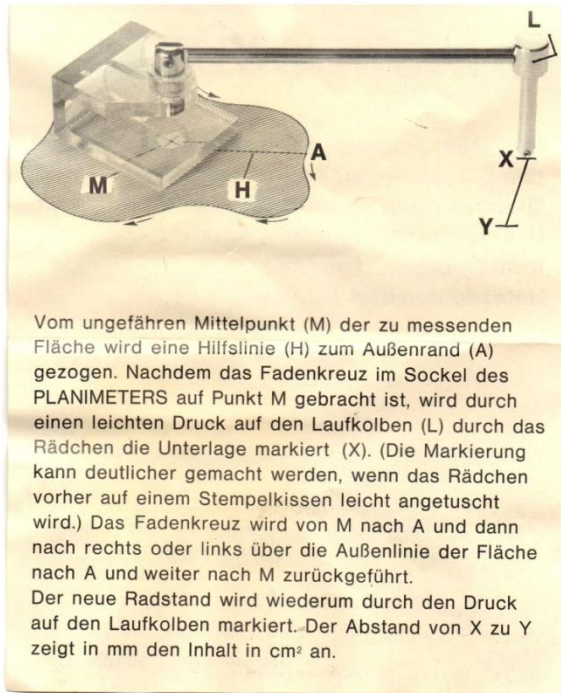 L
A
X
M
H
Y
Vom ungefähren Mittelpunkt (M) der zu messenden
Fläche wird eine Hilfslinie (H) zum Außenrand (A)
gezogen. Nachdem das Fadenkreuz im Sockel des
PLANIMETERS auf Punkt M gebracht ist, wird durch
einen leichten Druck auf den Laufkolben (L) durch das
Rädchen die Unterlage markiert (X). (Die Markierung
kann deutlicher gemacht werden, wenn das Rädchen
vorher auf einem Stempelkissen leicht angetuscht
wird.) Das Fadenkreuz wird von M nach A und dann
nach rechts oder links über die Außenlinie der Fläche
nach A und weiter nach M zurückgeführt.
Der neue Radstand wird wiederum durch den Druck
auf den Laufkolben markiert. Der Abstand von X zu Y
zeigt in mm den Inhalt in cm² an.